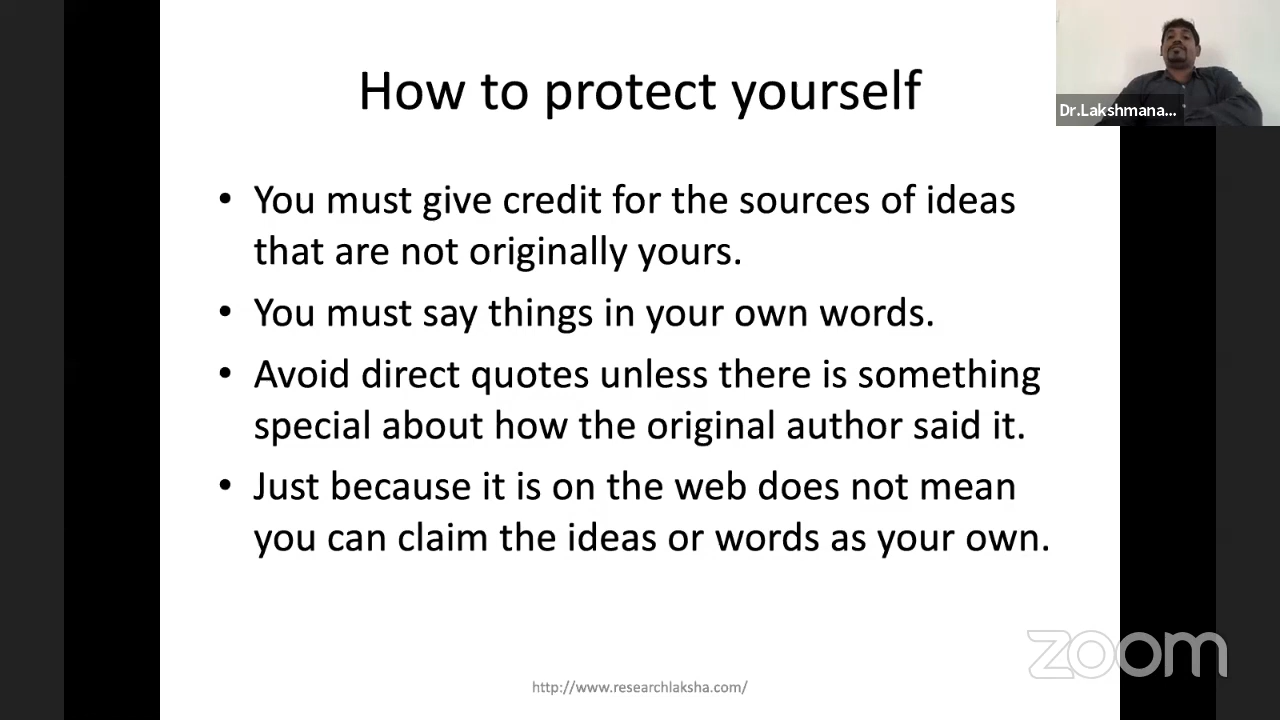 How to protect yourself
Dr.Lakshmana...
• You must give credit for the sources of ideas
that are not originally yours.
• You must say things in your own words.
• Avoid direct quotes unless there is something
special about how the original author said it.
• Just because it is on the web does not mean
you can claim the ideas or words as your own.
zoom
http://www.researchlaksha.com/